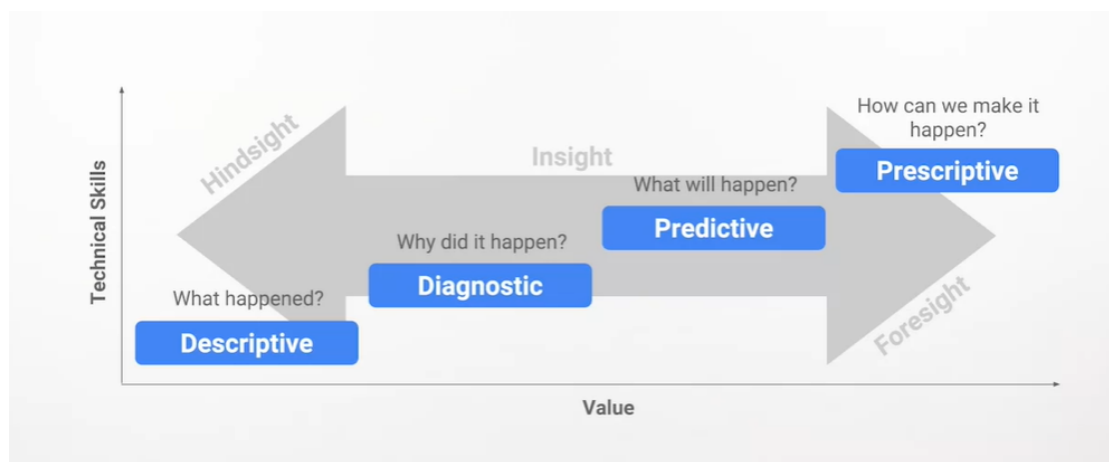 How can we make it
happen?
Prescriptive
Hindsight
Insight
What will happen?
Predictive
Why did it happen?
Diagnostic
What happened?
Descriptive
Foresight
Technical Skills
Value